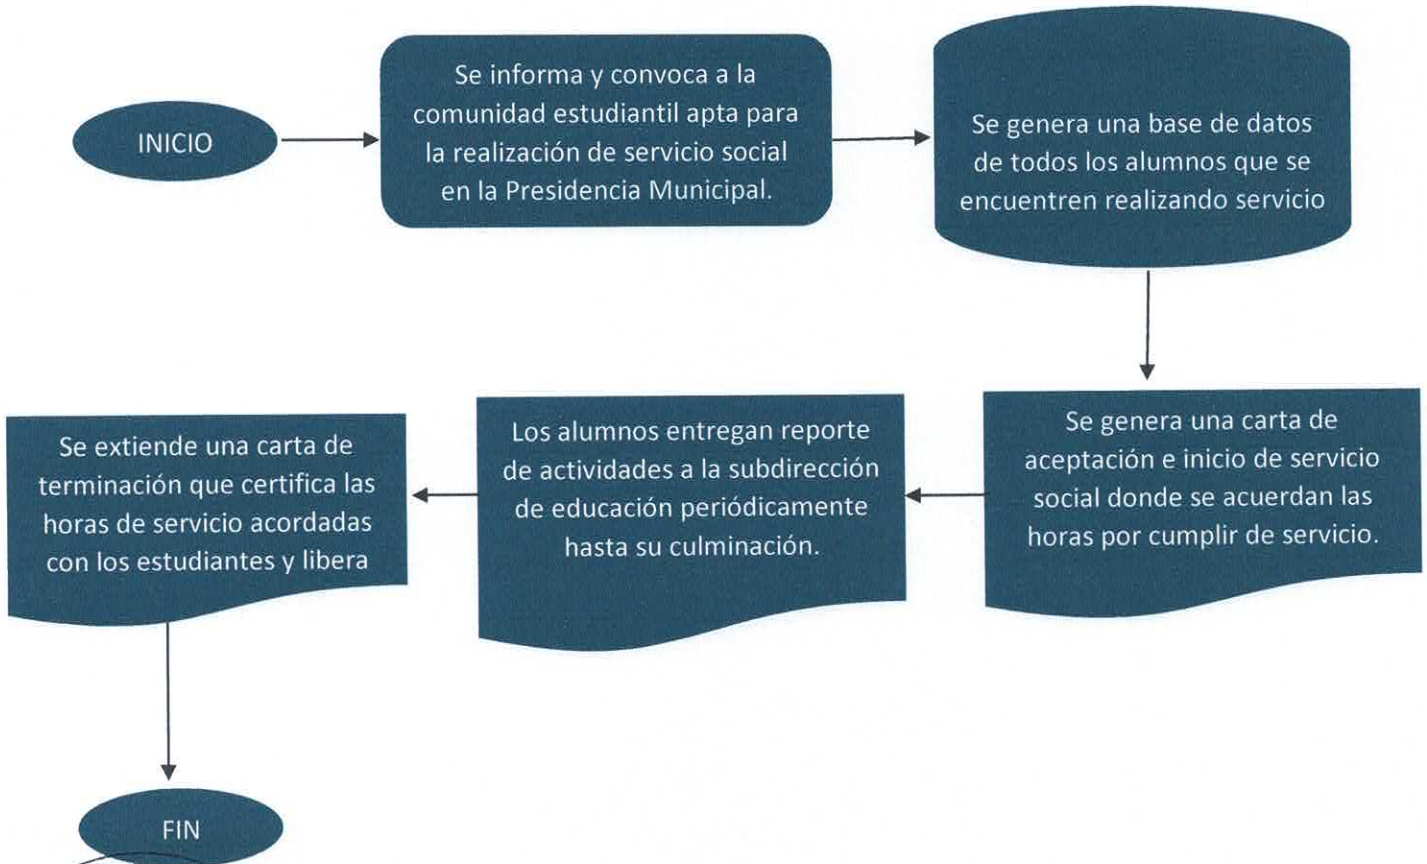 INICIO
Se informa y convoca a la
comunidad estudiantil apta para
la realización de servicio social
en la Presidencia Municipal.
Se genera una base de datos
de todos los alumnos que se
encuentren realizando servicio
Se genera una carta de
aceptación e inicio de servicio
social donde se acuerdan las
horas por cumplir de servicio.
Los alumnos entregan reporte
de actividades a la subdirección
de educación periódicamente
hasta su culminación.
Se extiende una carta de
terminación que certifica las
horas de servicio acordadas
con los estudiantes y libera
FIN